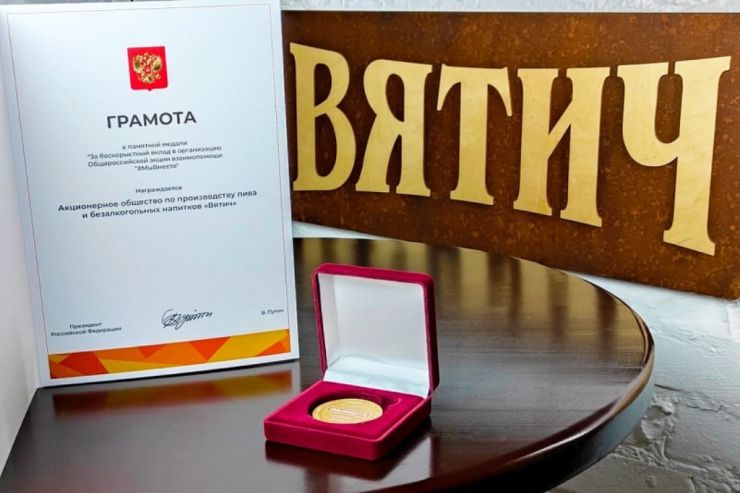 ГРАМОТА
к памятной медали
"За бескорыстный вклад в организацию
Общероссийской акции взаимопомощи
"#МыВместе"
Награждается
Акционерное общество по производству пива
и безалкогольных напитков «Вятич»
Президент
Российской Федерации
В. Путин
ВЯТИЧ